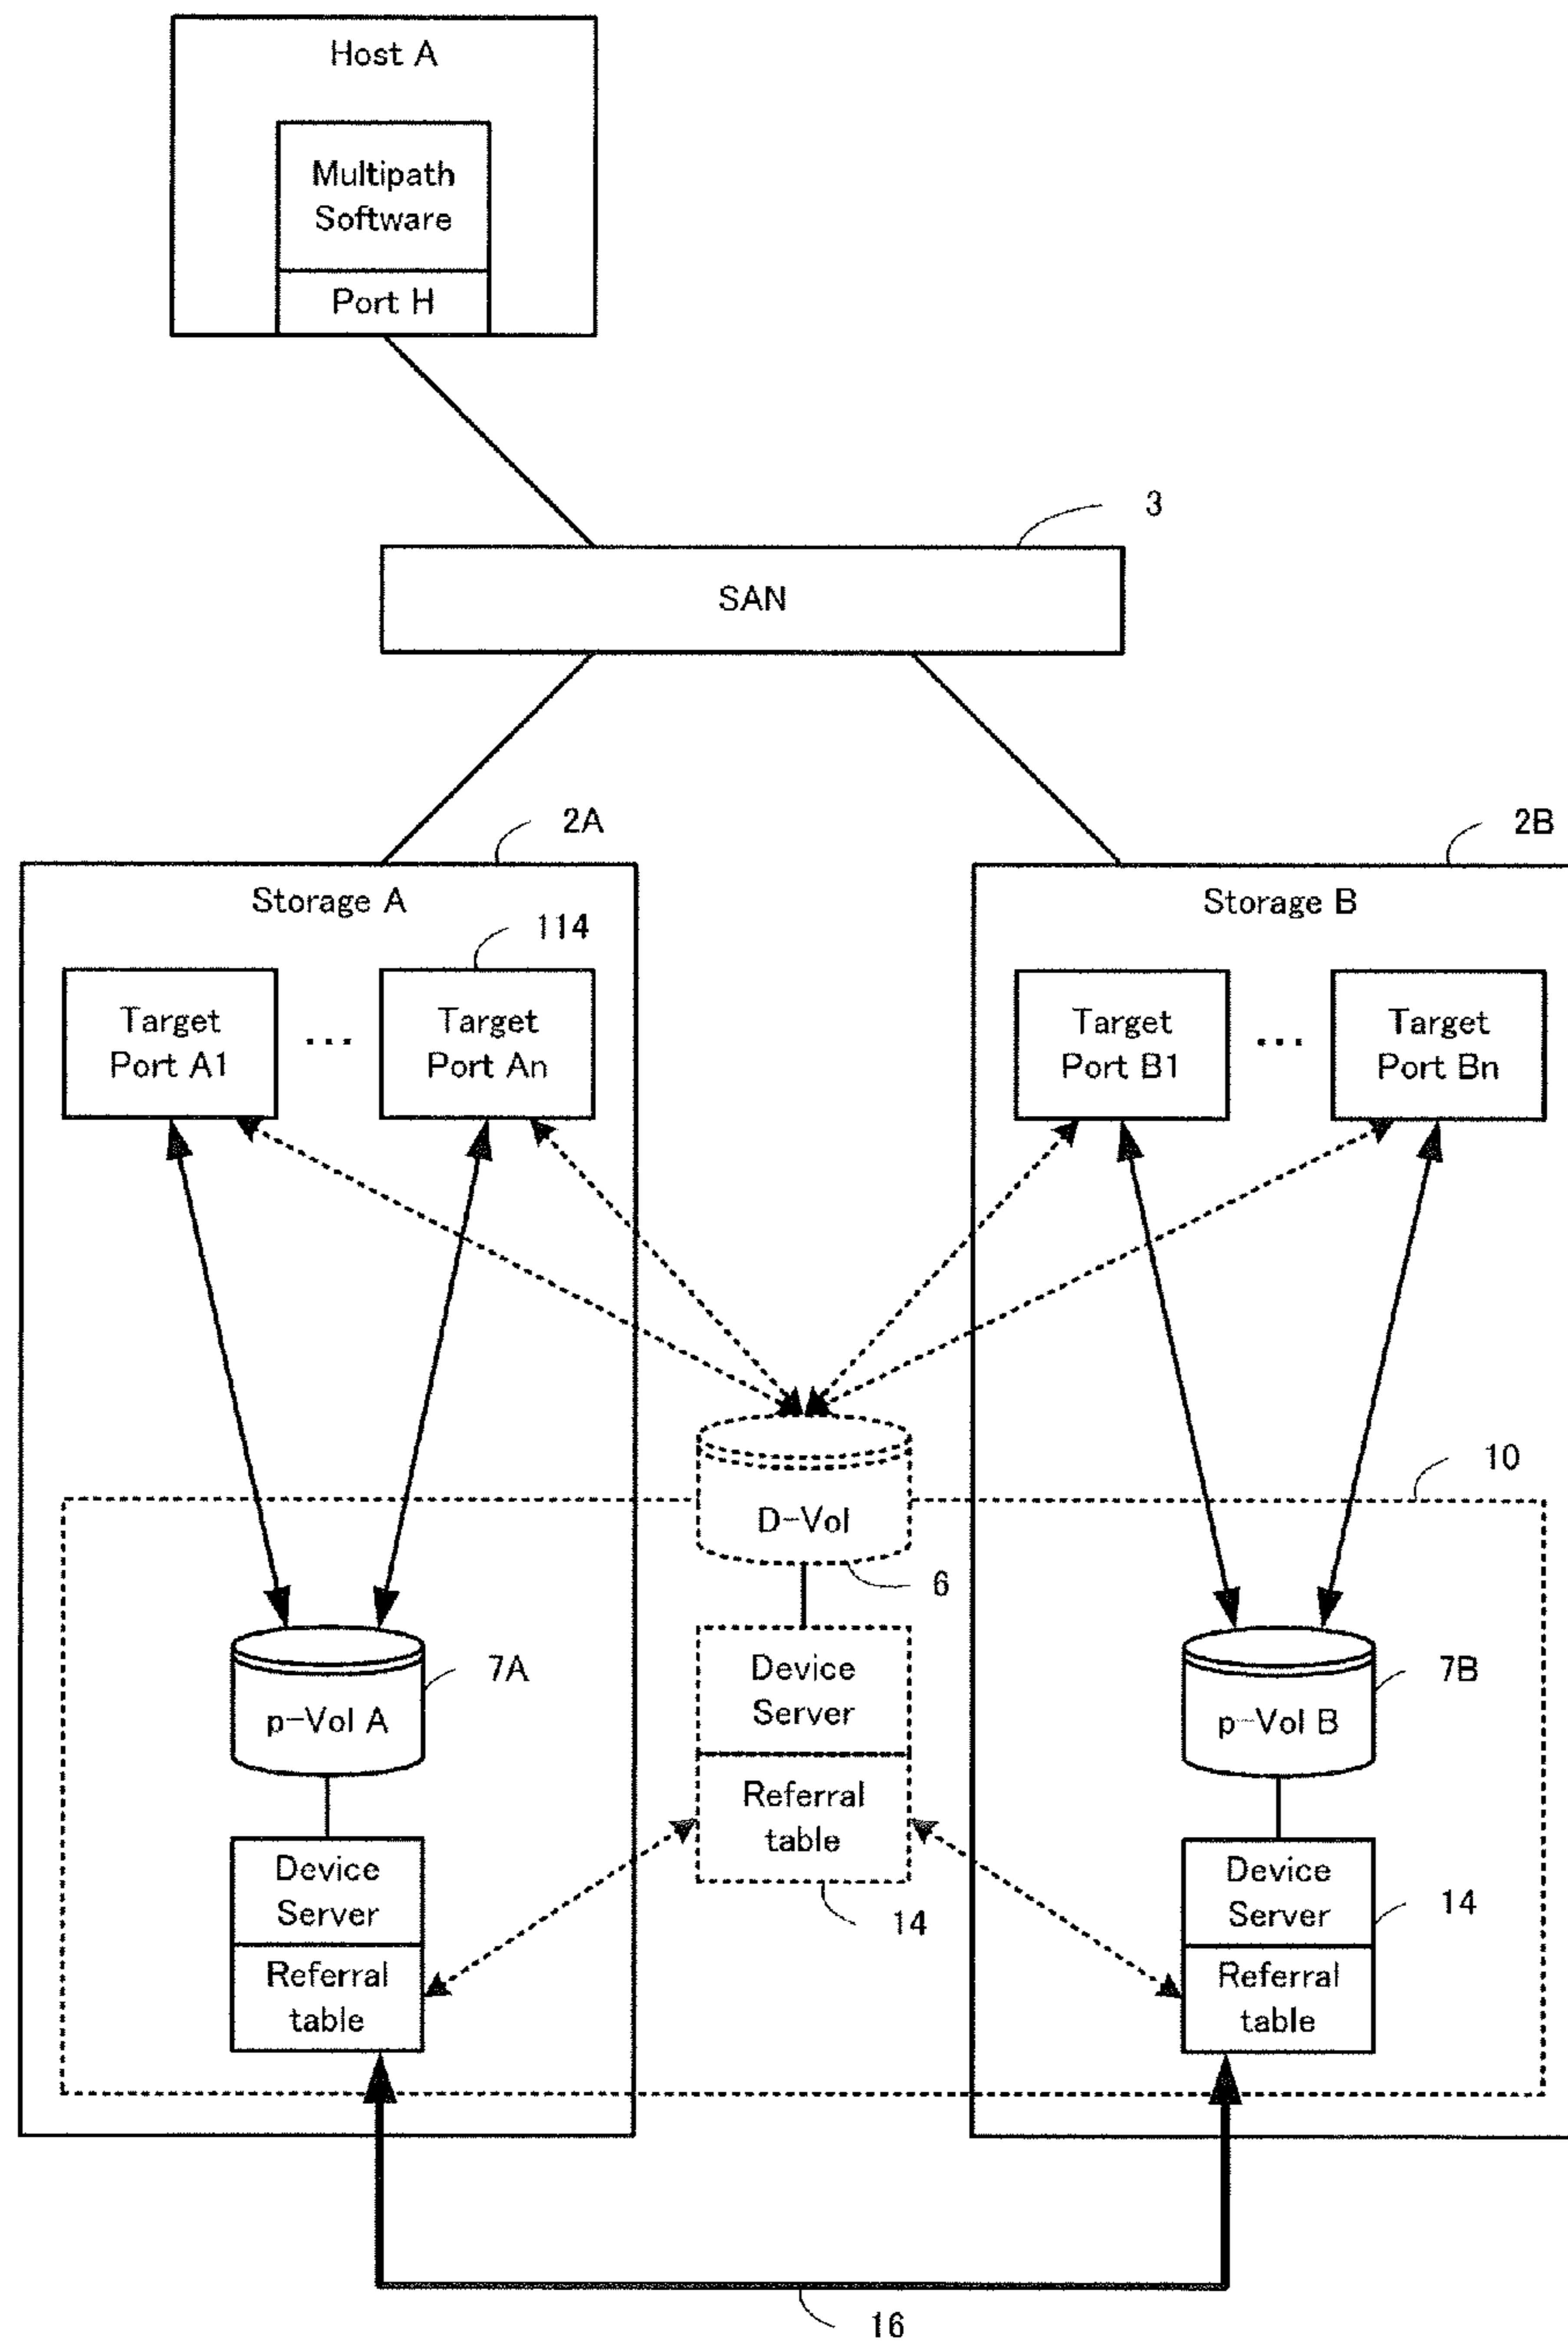 Host A
Multipath
Software
Port H
3
SAN
2A
2B
Storage A
Storage B
114
Target
Port A1
...
Target
Port An
Target
Port B1
...
Target
Port Bn
10
D-Vol
6
7A
7B
p-Vol A
p-Vol B
Device
Server
Referral
table
14
Device
Server
Referral
table
Device
Server
Referral
table
14
16